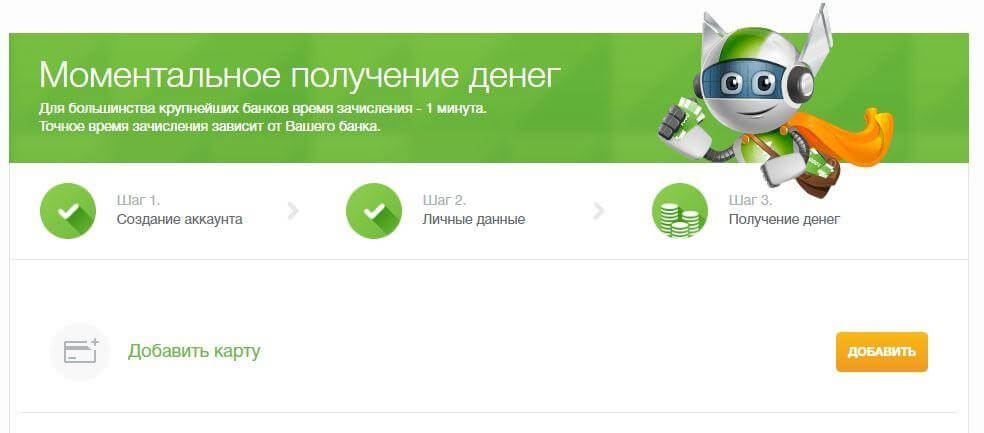 Моментальное получение денег
Для большинства крупнейших банков время зачисления - 1 минута.
Точное время зачисления зависит от Вашего банка.
Шаг 1.
Создание аккаунта
Шаг 2.
Личные данные
Шаг 3.
Получение денег
Добавить карту
ДОБАВИТЬ